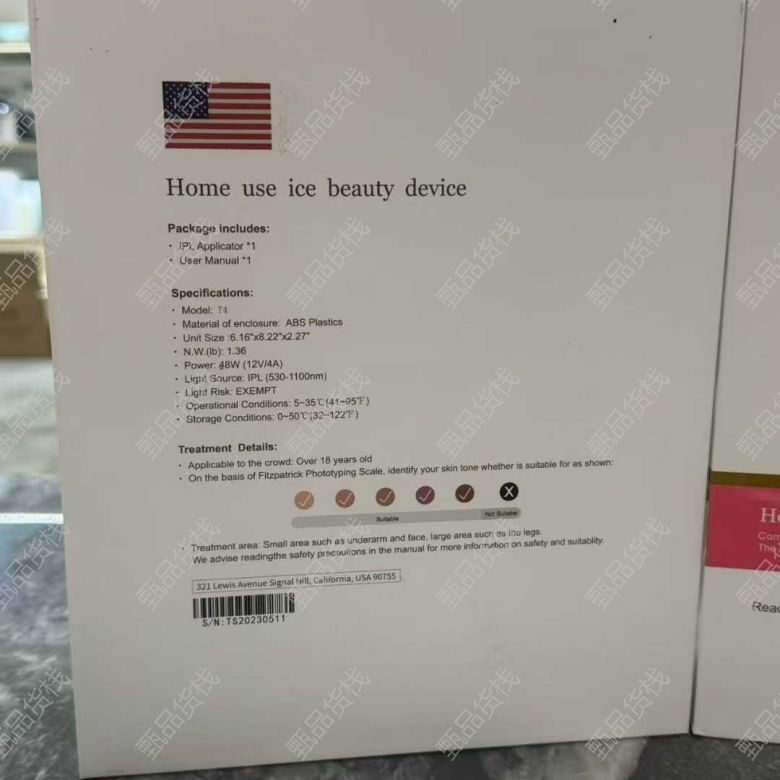 Home use ice beauty device
Package includes:
· IPL Applicator *1
· User Manual *1
Specifications:
· Model: T4
· Material of enclosure: ABS Plastics
· Unit Size :6.16"x8.22"x2.27"
· N.W.(lb): 1.36
· Power: 48W (12V/4A)
· Light Source: IPL (530-1100nm)
· Light Risk: EXEMPT
· Operational Conditions: 5~35℃(41~95℉)
· Storage Conditions: 0~50℃(32~122℉)
Treatment Details:
· Applicable to the crowd: Over 18 years old
· On the basis of Fitzpatrick Phototyping Scale, identify your skin tone whether is suitable for as shown:
Suitable
Not Suitable
· Treatment area: Small area such as underarm and face, large area such as the legs.
We advise readingthe safety precautions in the manual for more information on safety and suitablity.
321 Lewis Avenue Signal Hill, California, USA 90755
S/N:TS20230511
甄品货栈